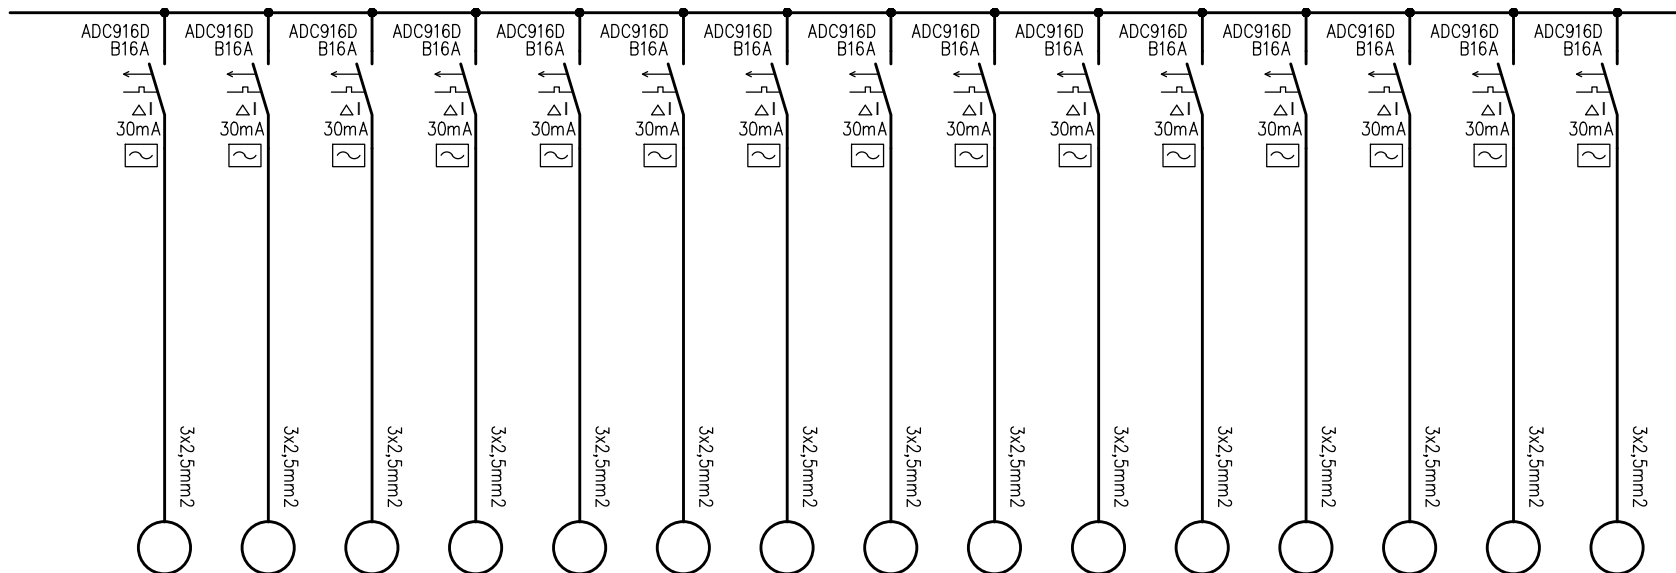 ADC916D ADC916D ADC916D ADC916D ADC916D ADC916D ADC916D ADC916D ADC916D ADC916D ADC916D ADC916D ADC916D ADC916D ADC916D
B16A B16A B16A B16A B16A B16A B16A B16A B16A B16A B16A B16A B16A B16A B16A
△I △I △I △I △I △I △I △I △I △I △I △I △I △I △I
30mA 30mA 30mA 30mA 30mA 30mA 30mA 30mA 30mA 30mA 30mA 30mA 30mA 30mA 30mA
3x2,5mm2 3x2,5mm2 3x2,5mm2 3x2,5mm2 3x2,5mm2 3x2,5mm2 3x2,5mm2 3x2,5mm2 3x2,5mm2 3x2,5mm2 3x2,5mm2 3x2,5mm2 3x2,5mm2 3x2,5mm2 3x2,5mm2